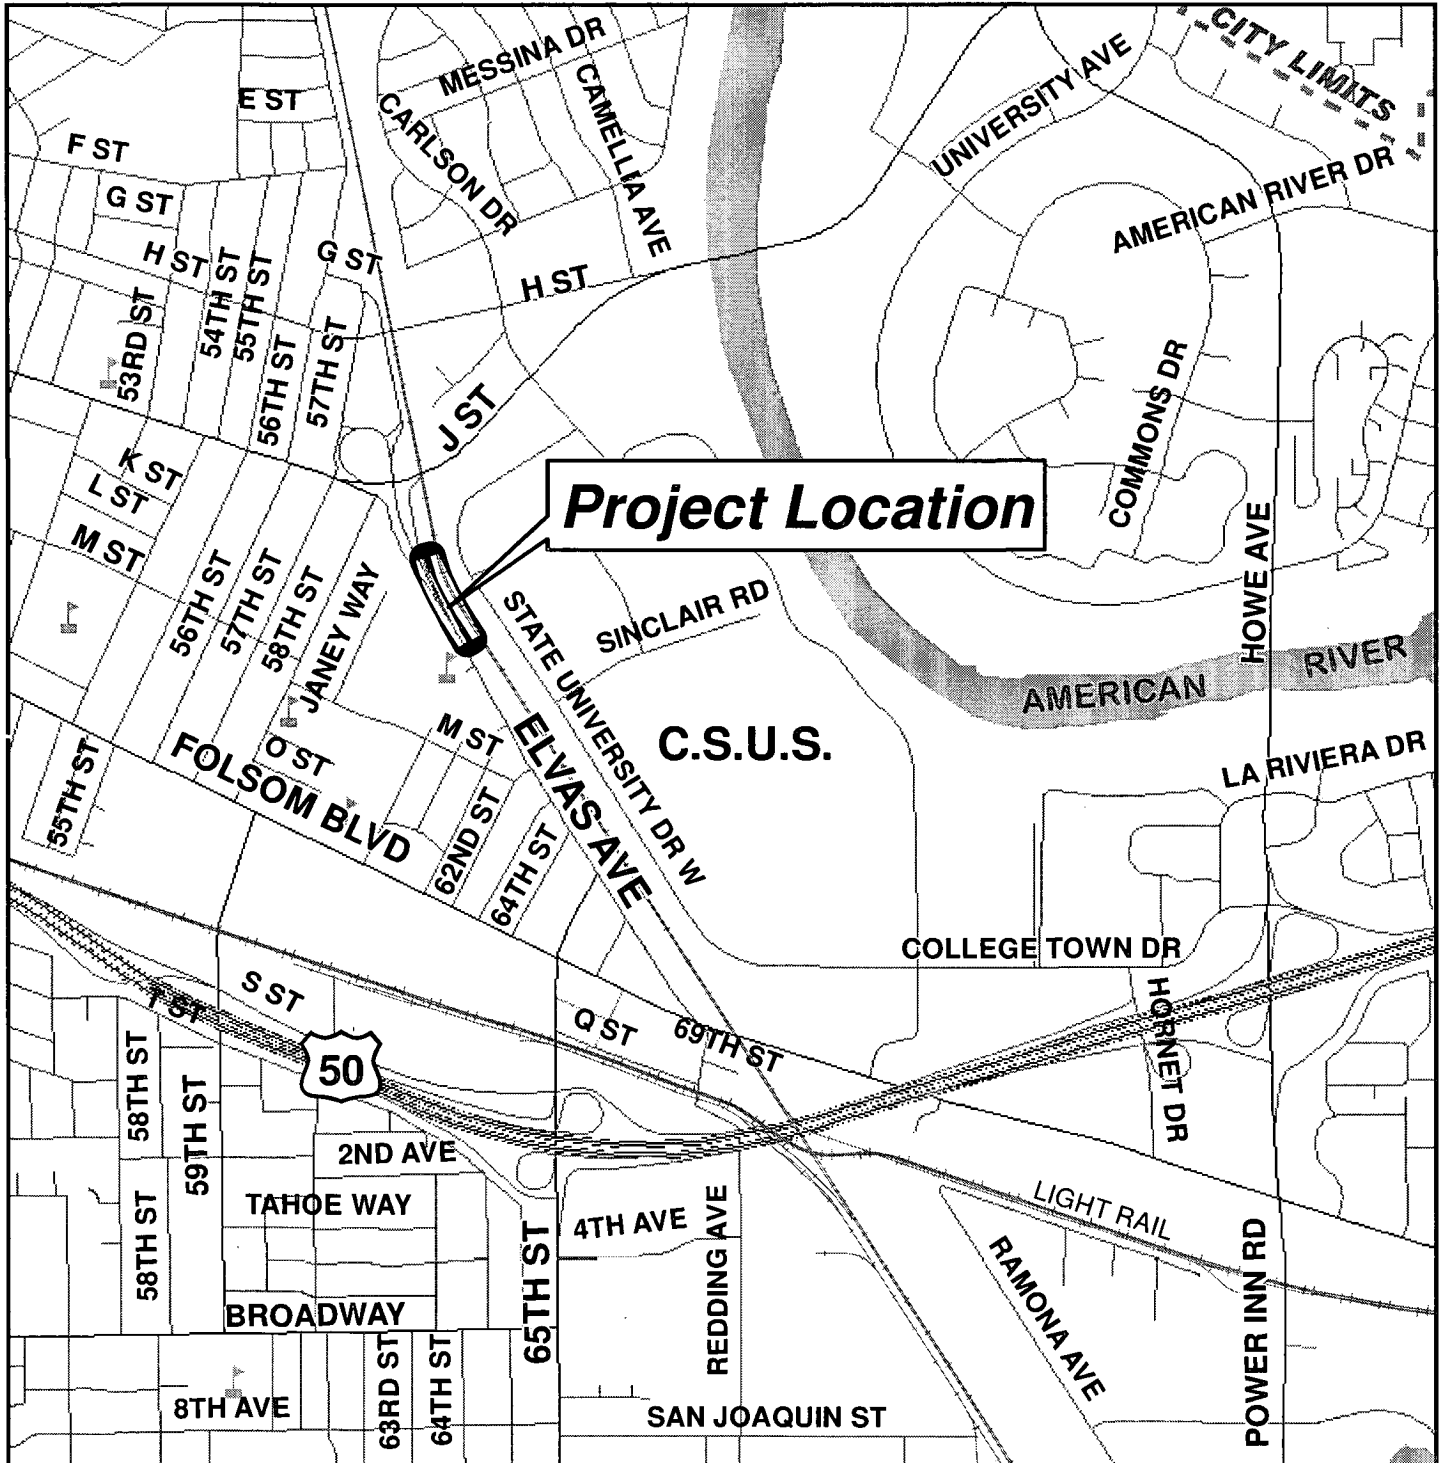 CITY LIMITS
MESSINA DR
UNIVERSITY AVE
E ST
CAMELLIA AVE
CARLSON DR
F ST
AMERICAN RIVER DR
G ST
H ST
54TH ST
55TH ST
G ST
H ST
53RD ST
56TH ST
57TH ST
COMMONS DR
J ST
K ST
L ST
M ST
Project Location
HOWE AVE
56TH ST
57TH ST
58TH ST
JANEY WAY
STATE UNIVERSITY DR W
SINCLAIR RD
AMERICAN
RIVER
M ST
ELVAS AVE
C.S.U.S.
O ST
FOLSOM BLVD
55TH ST
LA RIVIERA DR
62ND ST
64TH ST
COLLEGE TOWN DR
S ST
T ST
Q ST
69TH ST
HORNET DR
50
58TH ST
59TH ST
2ND AVE
TAHOE WAY
58TH ST
4TH AVE
65TH ST
REDDING AVE
LIGHT RAIL
RAMONA AVE
POWER INN RD
BROADWAY
63RD ST
64TH ST
8TH AVE
SAN JOAQUIN ST